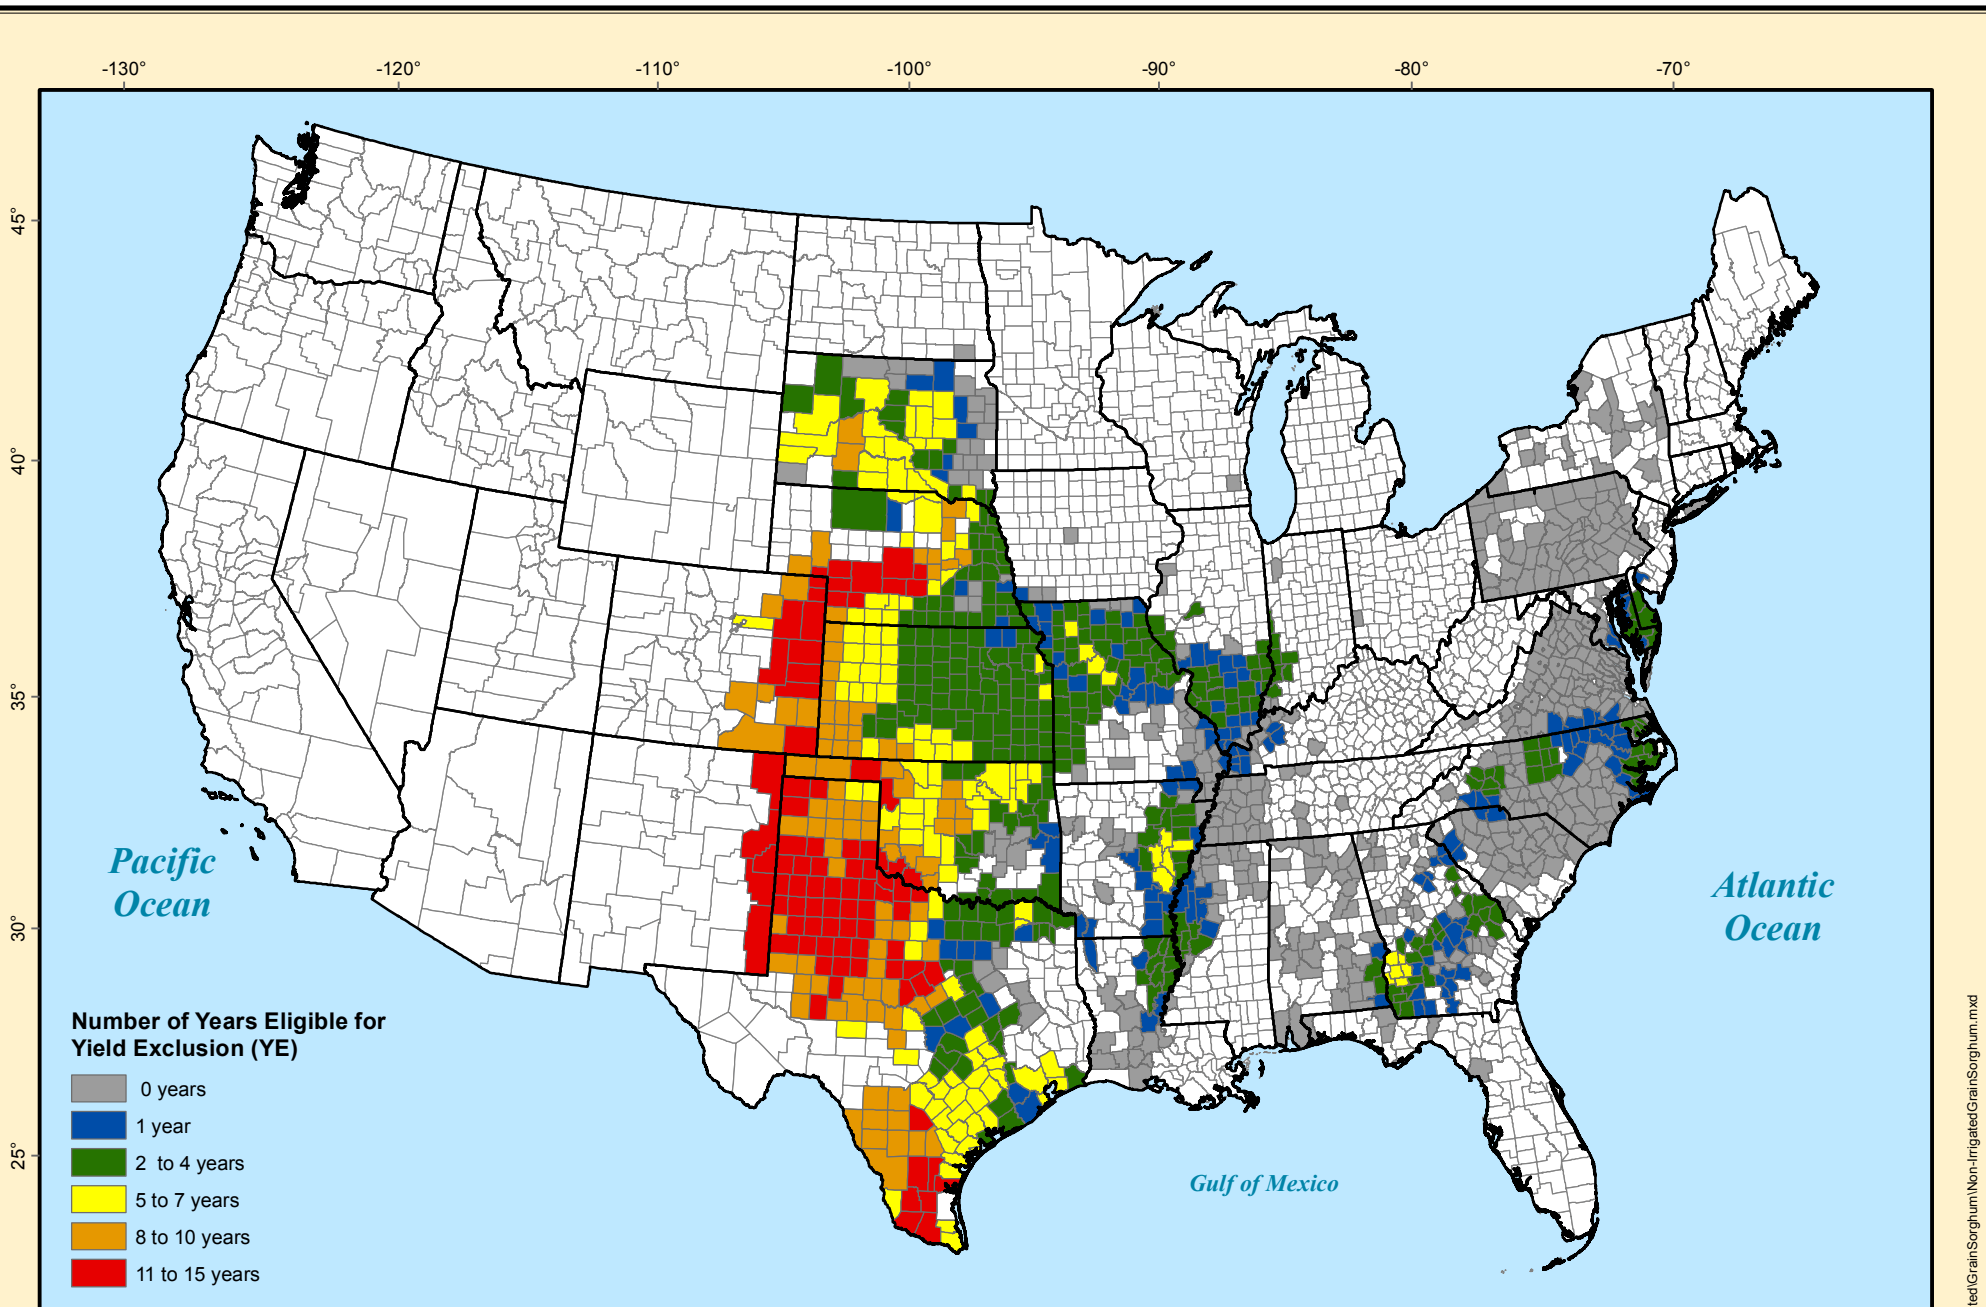 -130°
-120°
-110°
-100°
-90°
-80°
-70°
45°
40°
35°
30°
25°
Pacific
Ocean
Atlantic
Ocean
Gulf of Mexico
Number of Years Eligible for
Yield Exclusion (YE)
0 years
1 year
2 to 4 years
5 to 7 years
8 to 10 years
11 to 15 years
ted\GrainSorghum\Non-IrrigatedGrainSorghum.mxd